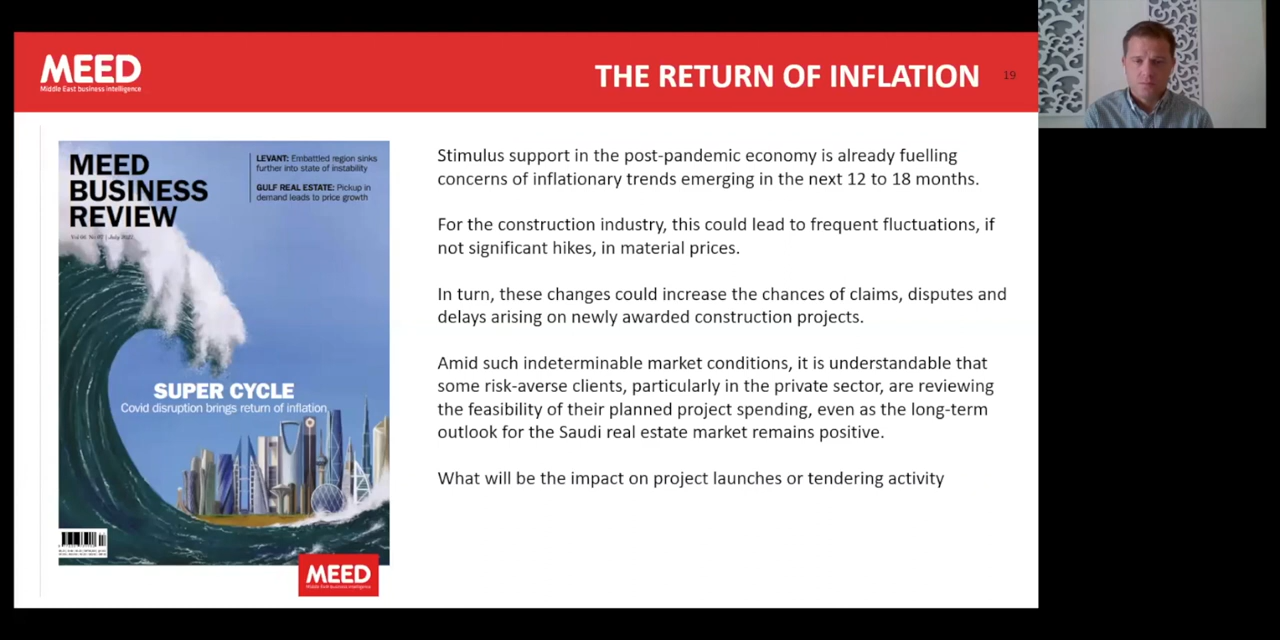 MEED
Middle East business intelligence
THE RETURN OF INFLATION
19
MEED
BUSINESS
REVIEW
LEVANT: Embattled region sinks
further into state of instability
GULF REAL ESTATE: Pickup in
demand leads to price growth
SUPER CYCLE
Covid disruption brings return of inflation
MEED
Middle East business intelligence
Stimulus support in the post-pandemic economy is already fuelling
concerns of inflationary trends emerging in the next 12 to 18 months.
For the construction industry, this could lead to frequent fluctuations, if
not significant hikes, in material prices.
In turn, these changes could increase the chances of claims, disputes and
delays arising on newly awarded construction projects.
Amid such indeterminable market conditions, it is understandable that
some risk-averse clients, particularly in the private sector, are reviewing
the feasibility of their planned project spending, even as the long-term
outlook for the Saudi real estate market remains positive.
What will be the impact on project launches or tendering activity